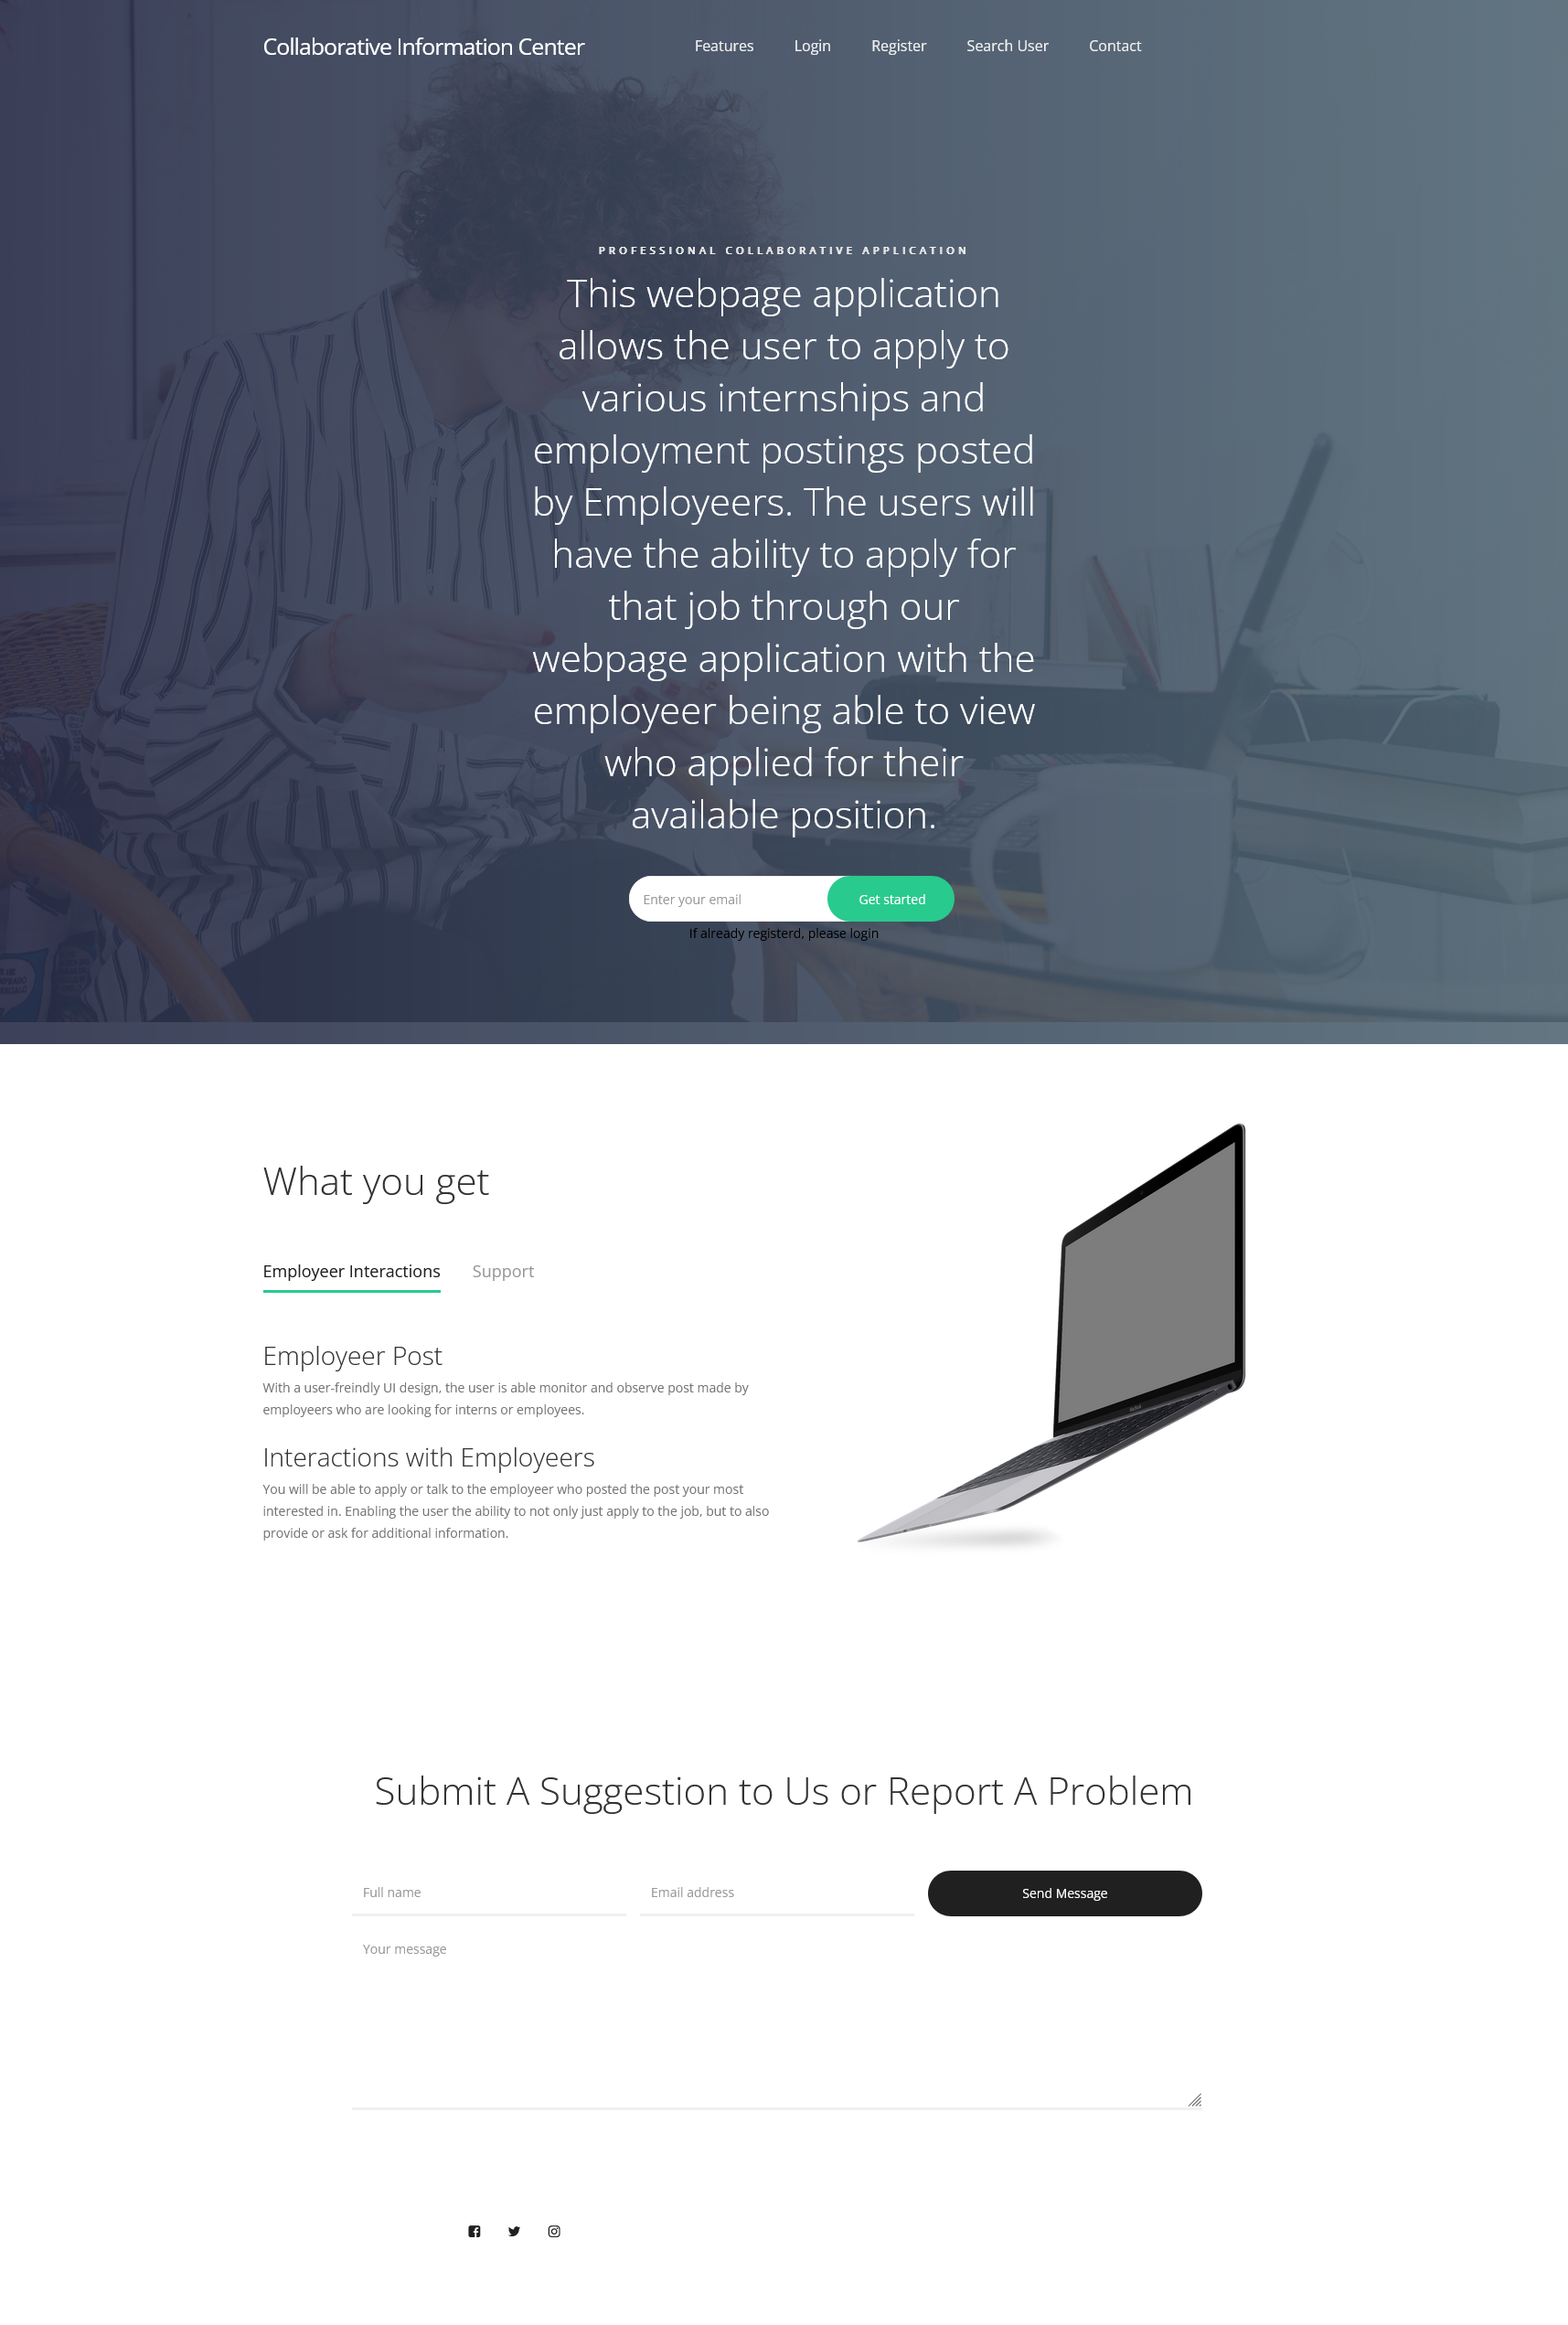 Collaborative Information Center
Features Login Register Search User Contact
PROFESSIONAL COLLABORATIVE APPLICATION
This webpage application
allows the user to apply to
various internships and
employment postings posted
by Employeers. The users will
have the ability to apply for
that job through our
webpage application with the
employeer being able to view
who applied for their
available position.
Enter your email Get started
If already registerd, please login
What you get
Employeer Interactions Support
Employeer Post
With a user-freindly UI design, the user is able monitor and observe post made by
employeers who are looking for interns or employees.
Interactions with Employeers
You will be able to apply or talk to the employeer who posted the post your most
interested in. Enabling the user the ability to not only just apply to the job, but to also
provide or ask for additional information.
Submit A Suggestion to Us or Report A Problem
Full name Email address Send Message
Your message